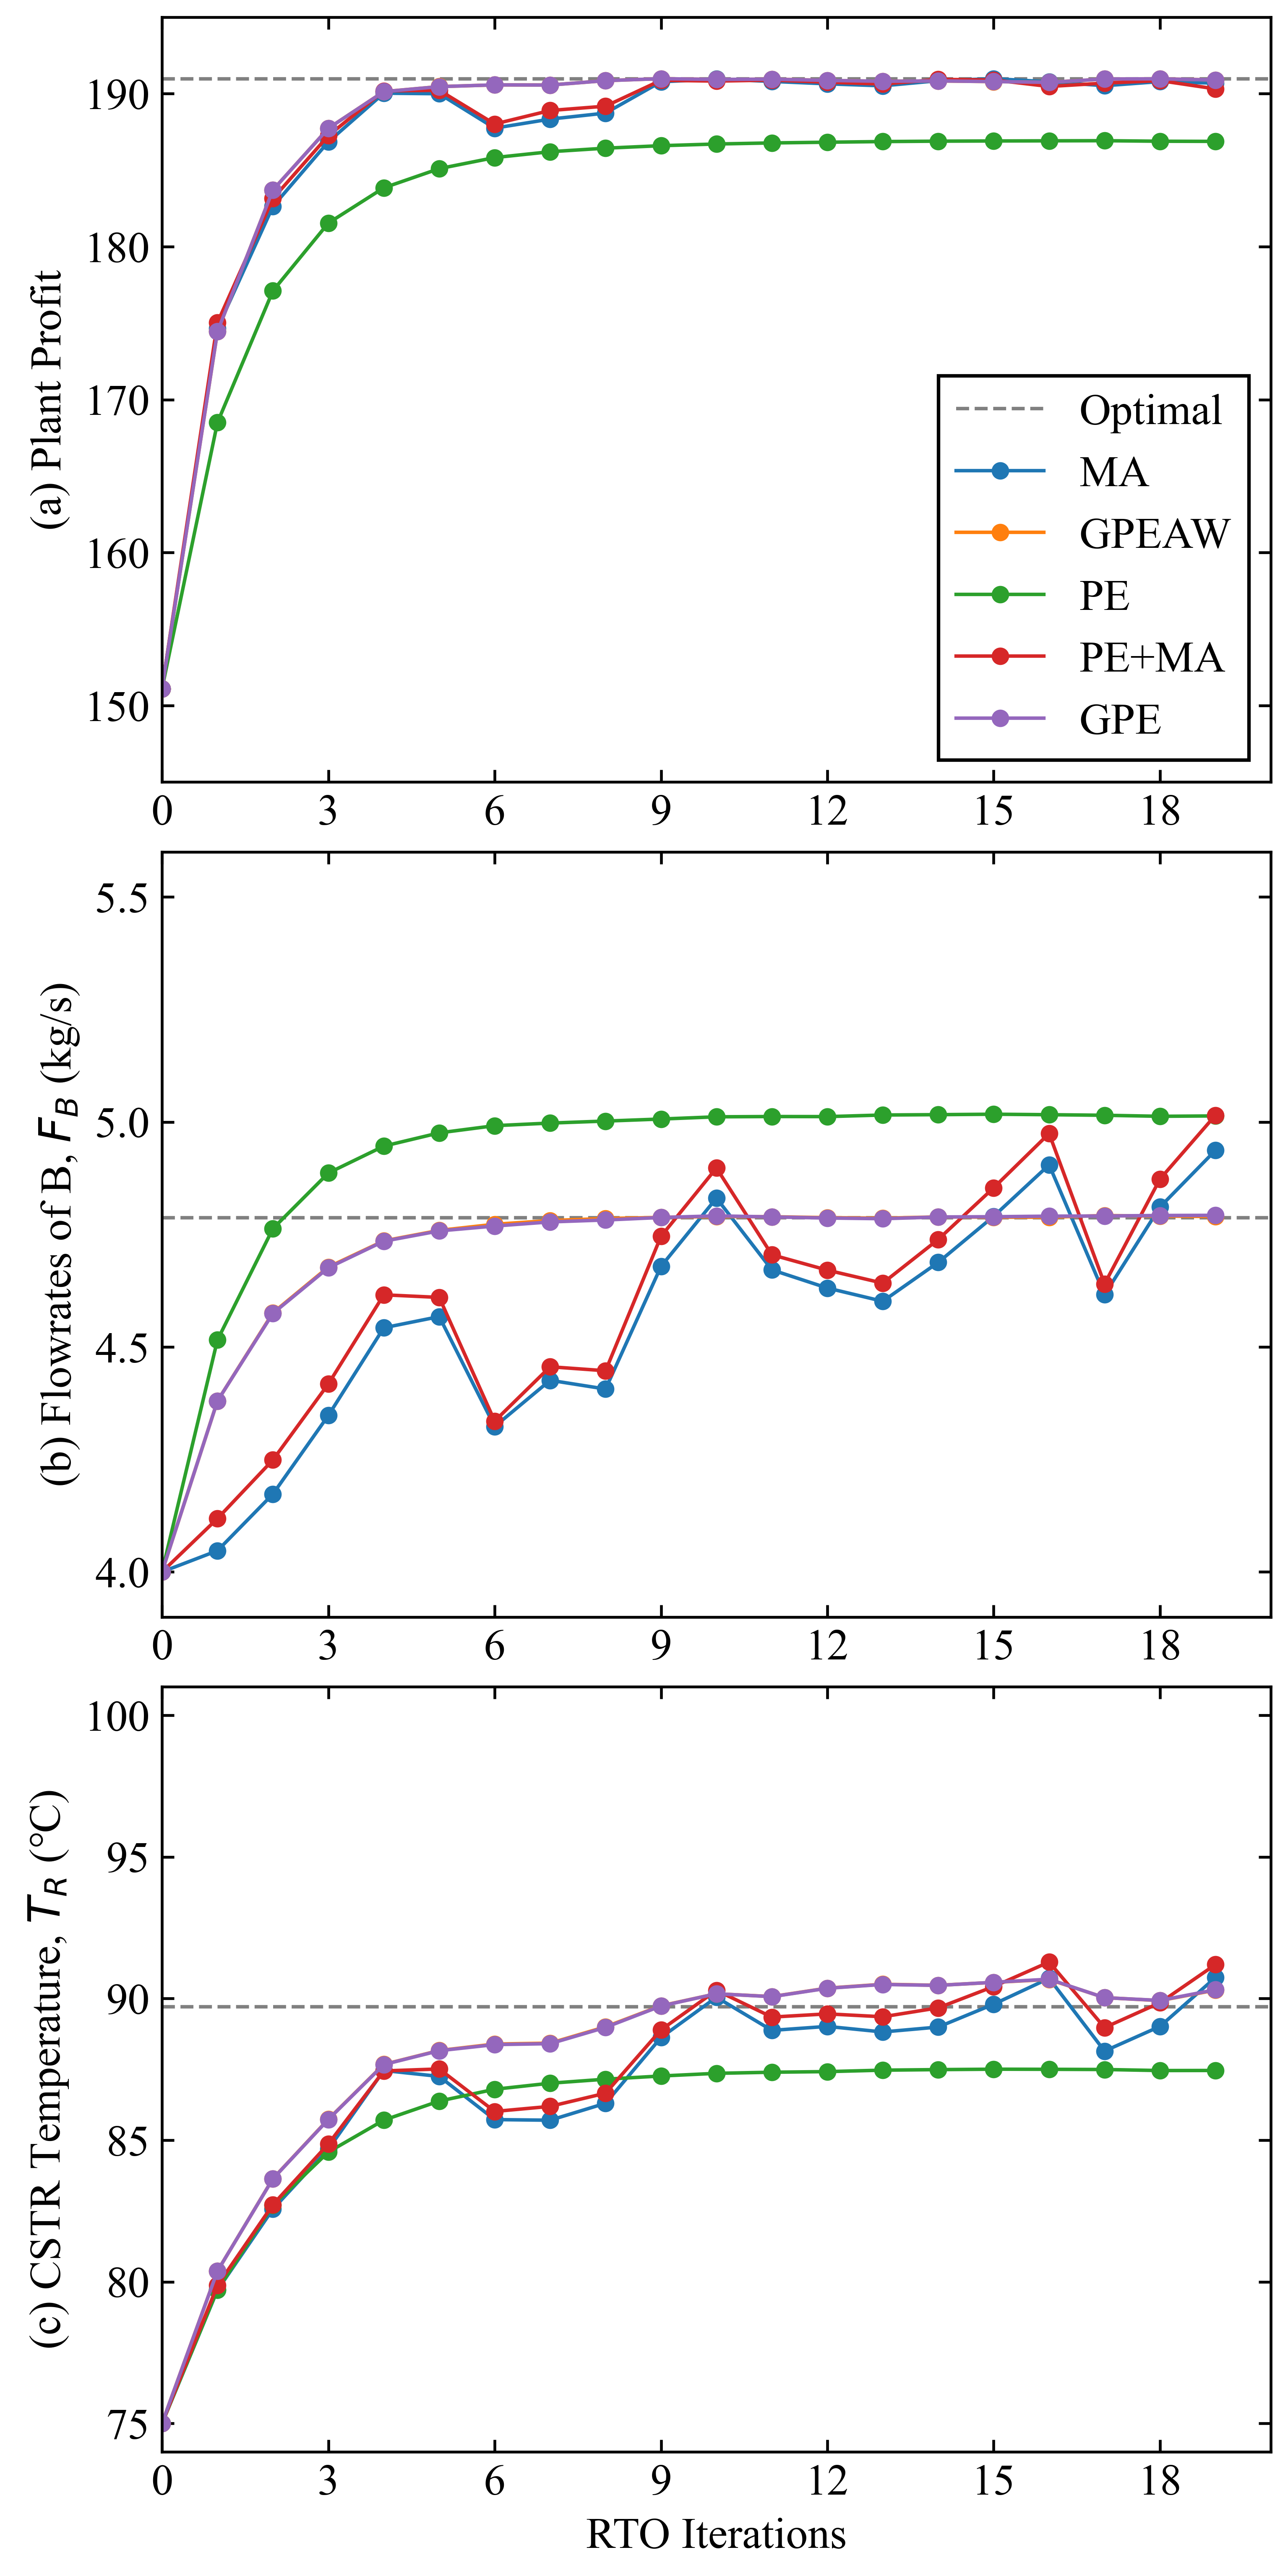 190
180
170
160
150
(a) Plant Profit
Optimal
MA
GPEAW
PE
PE+MA
GPE
0 3 6 9 12 15 18
5.5
5.0
4.5
4.0
(b) Flowrates of B, F_B (kg/s)
0 3 6 9 12 15 18
100
95
90
85
80
75
(c) CSTR Temperature, T_R (°C)
0 3 6 9 12 15 18
RTO Iterations